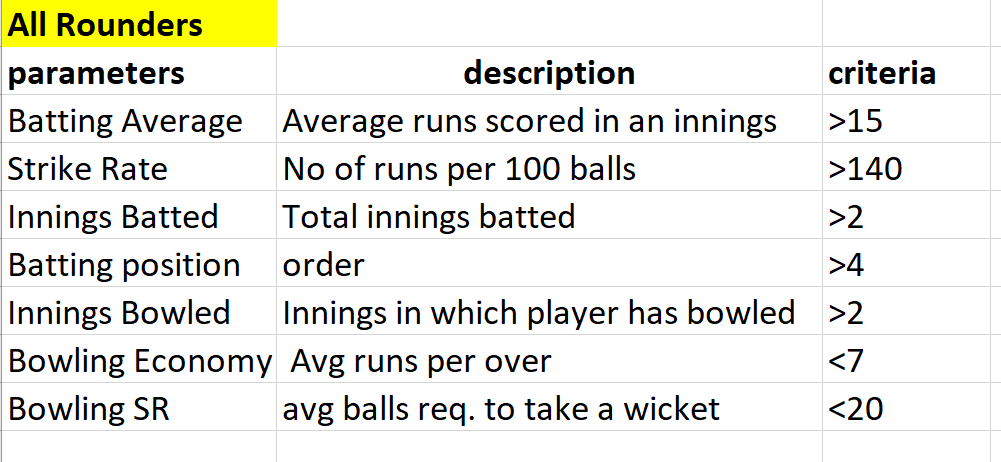 All Rounders
parameters description criteria
Batting Average Average runs scored in an innings >15
Strike Rate No of runs per 100 balls >140
Innings Batted Total innings batted >2
Batting position order >4
Innings Bowled Innings in which player has bowled >2
Bowling Economy Avg runs per over <7
Bowling SR avg balls req. to take a wicket <20